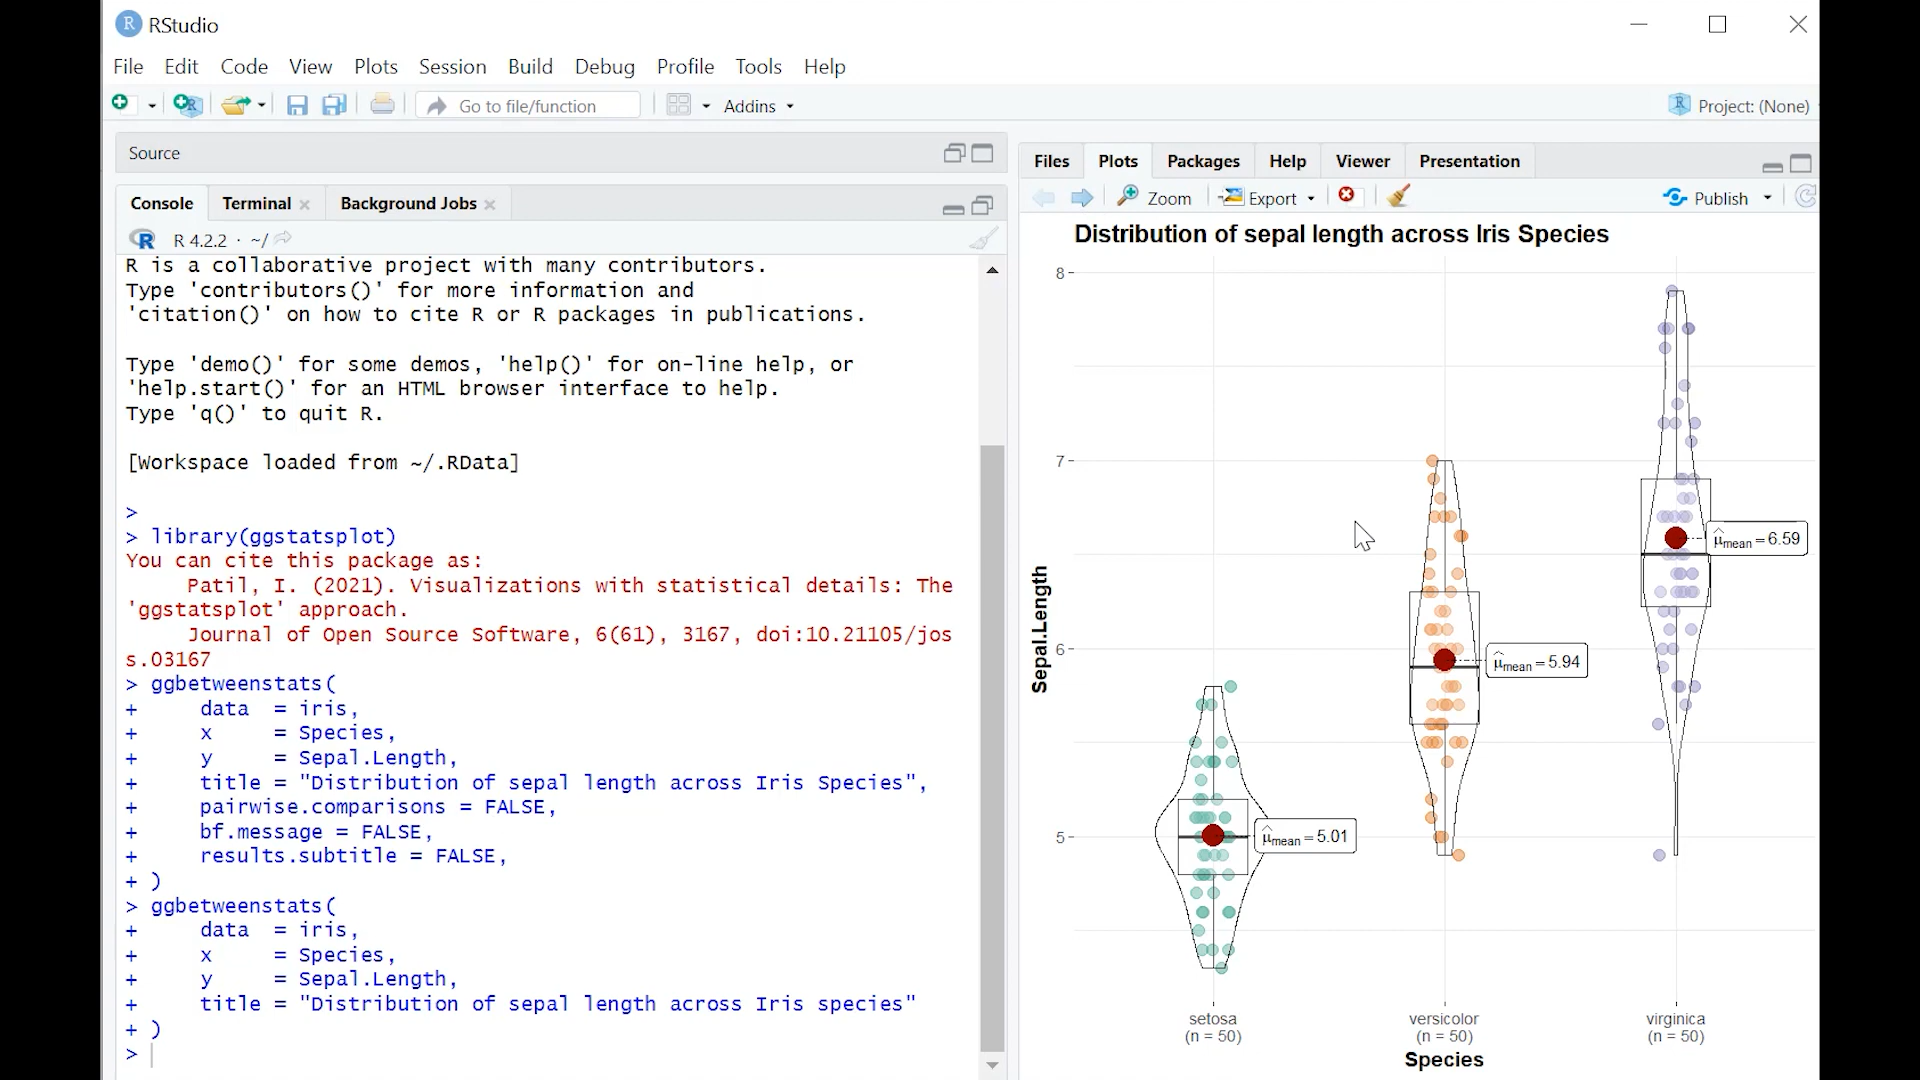 RStudio
File Edit Code View Plots Session Build Debug Profile Tools Help
Go to file/function Addins Project: (None)
Source
Console Terminal Background Jobs
R 4.2.2 · ~/
R is a collaborative project with many contributors.
Type 'contributors()' for more information and
'citation()' on how to cite R or R packages in publications.
Type 'demo()' for some demos, 'help()' for on-line help, or
'help.start()' for an HTML browser interface to help.
Type 'q()' to quit R.
[Workspace loaded from ~/.RData]
>
> library(ggstatsplot)
You can cite this package as:
     Patil, I. (2021). Visualizations with statistical details: The
'ggstatsplot' approach.
     Journal of Open Source Software, 6(61), 3167, doi:10.21105/jos
s.03167
> ggbetweenstats(
+     data  = iris,
+     x     = Species,
+     y     = Sepal.Length,
+     title = "Distribution of sepal length across Iris Species",
+     pairwise.comparisons = FALSE,
+     bf.message = FALSE,
+     results.subtitle = FALSE,
+ )
> ggbetweenstats(
+     data  = iris,
+     x     = Species,
+     y     = Sepal.Length,
+     title = "Distribution of sepal length across Iris species"
+ )
>
Files Plots Packages Help Viewer Presentation
Zoom Export Publish
Distribution of sepal length across Iris Species
8
7
6
5
Sepal.Length
μ̂mean = 5.01
μ̂mean = 5.94
μ̂mean = 6.59
setosa versicolor virginica
(n = 50) (n = 50) (n = 50)
Species